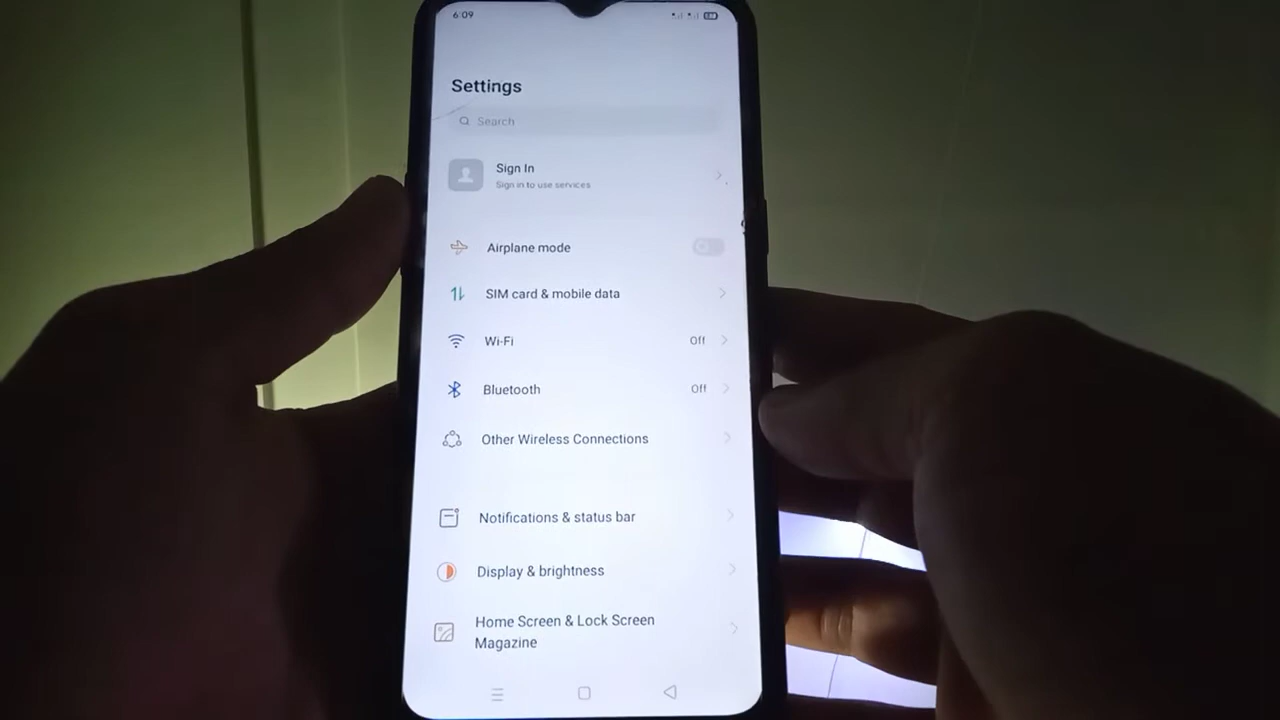 6:09
Settings
Search
Sign In
Sign in to use services
Airplane mode
SIM card & mobile data
Wi-Fi
Off
Bluetooth
Off
Other Wireless Connections
Notifications & status bar
Display & brightness
Home Screen & Lock Screen
Magazine